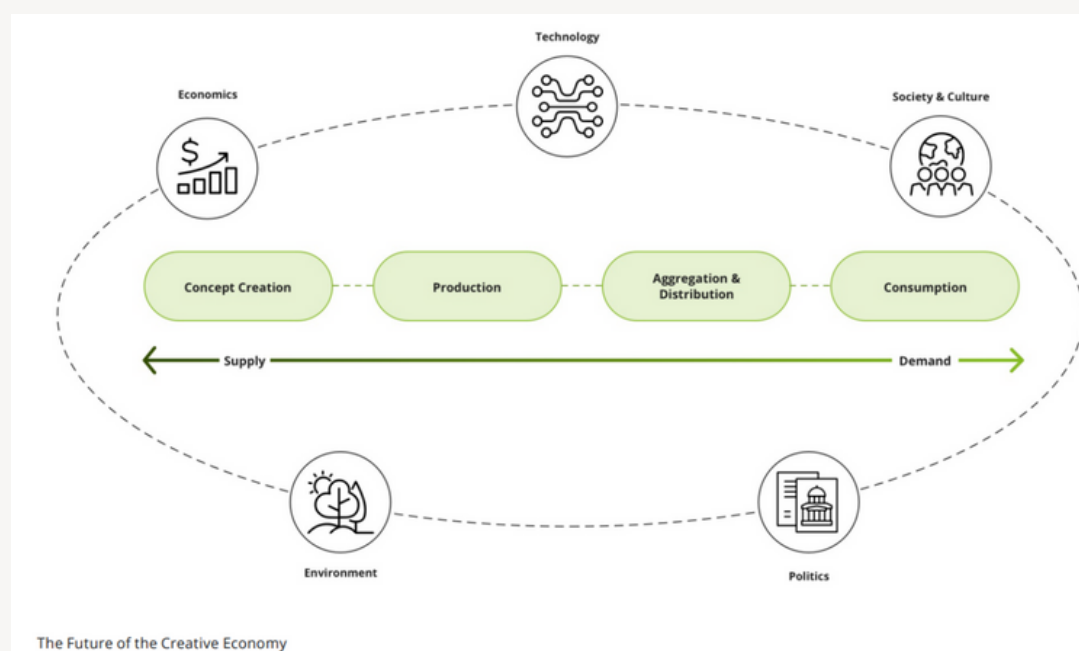 Technology
Economics
Society & Culture
$
Concept Creation
Production
Aggregation &
Distribution
Consumption
Supply
Demand
Environment
Politics
The Future of the Creative Economy